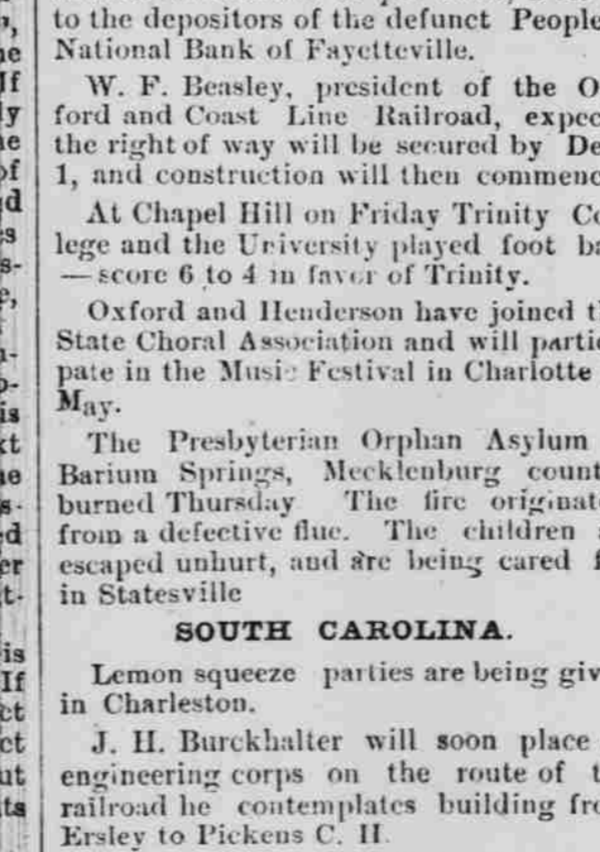 to the depositors of the defunct People
National Bank of Fayetteville.
W. F. Beasley, president of the O
ford and Coast Line Railroad, expec
the right of way will be secured by De
1, and construction will then commenc
At Chapel Hill on Friday Trinity Co
lege and the University played foot ba
—score 6 to 4 in favor of Trinity.
Oxford and Henderson have joined t
State Choral Association and will partic
pate in the Music Festival in Charlotte
May.
The Presbyterian Orphan Asylum
Barium Springs, Mecklenburg count
burned Thursday The fire originat
from a defective flue. The children
escaped unhurt, and are being cared f
in Statesville
SOUTH CAROLINA.
Lemon squeeze parties are being giv
in Charleston.
J. H. Burckhalter will soon place
engineering corps on the route of t
railroad he contemplates building fro
Ersley to Pickens C. H.